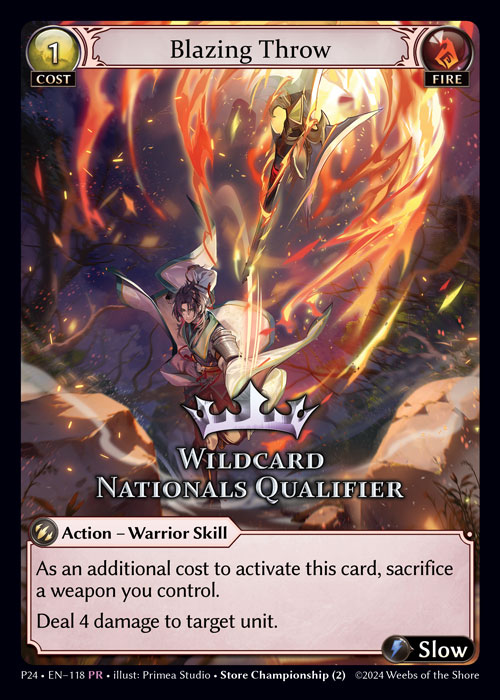 1
COST
Blazing Throw
FIRE
WILDCARD
NATIONALS QUALIFIER
Action – Warrior Skill
As an additional cost to activate this card, sacrifice
a weapon you control.
Deal 4 damage to target unit.
Slow
P24 • EN–118 PR • illust: Primea Studio • Store Championship (2) ©2024 Weebs of the Shore